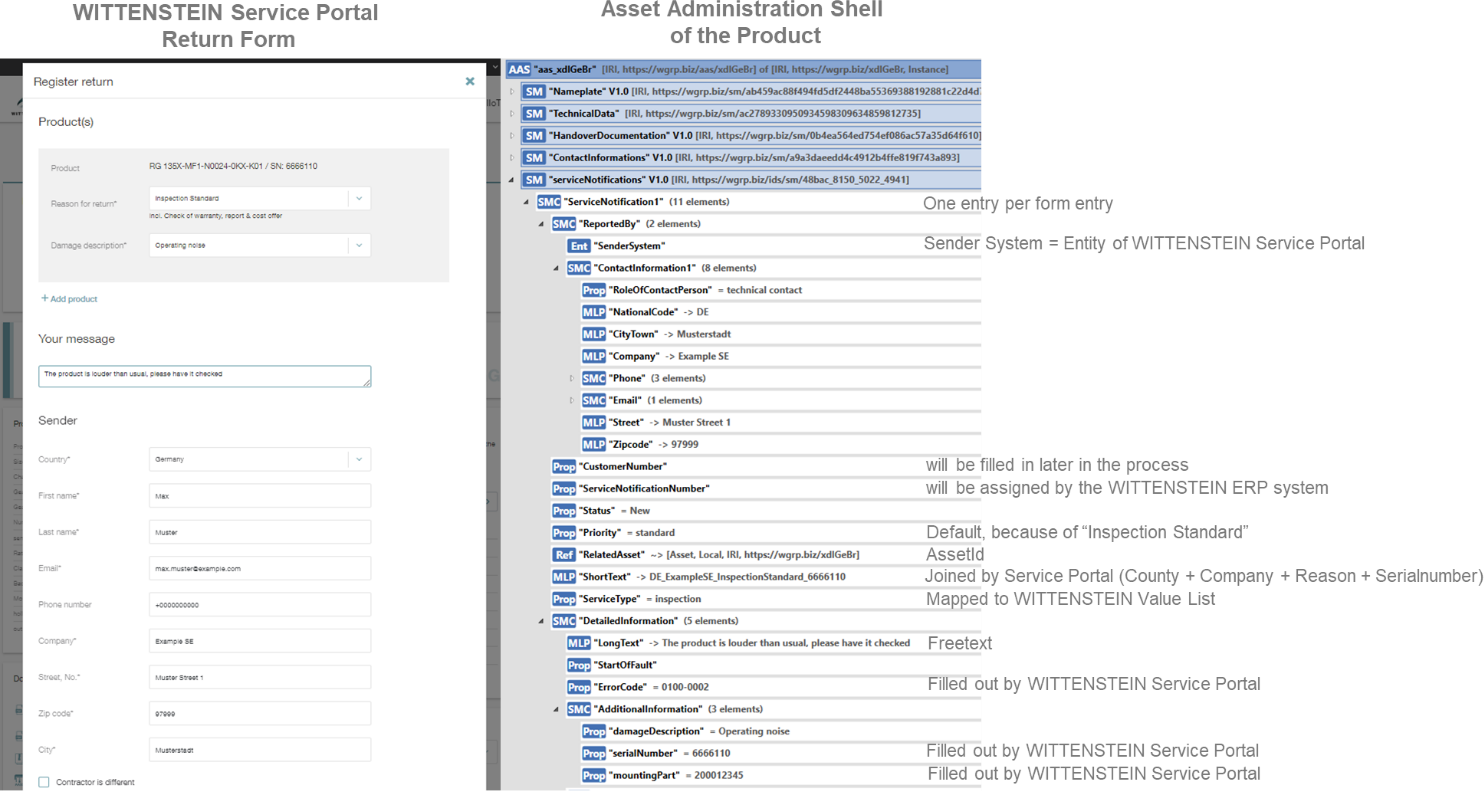 WITTENSTEIN Service Portal
Return Form
Asset Administration Shell
of the Product
Register return
×
Product(s)
Product RG 135X-MF1-N0024-0KX-K01 / SN: 6666110
Reason for return* Inspection Standard
incl. Check of warranty, report & cost offer
Damage description* Operating noise
+ Add product
Your message
The product is louder than usual, please have it checked
Sender
Country* Germany
First name* Max
Last name* Muster
Email* max.muster@example.com
Phone number +0000000000
Company* Example SE
Street, No.* Muster Street 1
Zip code* 97999
City* Musterstadt
Contractor is different
AAS "aas_xdIGeBr" [IRI, https://wgrp.biz/aas/xdIGeBr] of [IRI, https://wgrp.biz/xdIGeBr, Instance]
SM "Nameplate" V1.0 [IRI, https://wgrp.biz/sm/ab459ac88f494fd5df2448ba55369388192881c22d4d
SM "TechnicalData" [IRI, https://wgrp.biz/sm/ac2789330950934598309634859812735]
SM "HandoverDocumentation" V1.0 [IRI, https://wgrp.biz/sm/0b4ea564ed754ef086ac57a35d64f610]
SM "ContactInformations" V1.0 [IRI, https://wgrp.biz/sm/a9a3daeedd4c4912b4ffe819f743a893]
SM "serviceNotifications" V1.0 [IRI, https://wgrp.biz/ids/sm/48bac_8150_5022_4941]
SMC "ServiceNotification1" (11 elements) One entry per form entry
SMC "ReportedBy" (2 elements)
Ent "SenderSystem" Sender System = Entity of WITTENSTEIN Service Portal
SMC "ContactInformation1" (8 elements)
Prop "RoleOfContactPerson" = technical contact
MLP "NationalCode" -> DE
MLP "CityTown" -> Musterstadt
MLP "Company" -> Example SE
SMC "Phone" (3 elements)
SMC "Email" (1 elements)
MLP "Street" -> Muster Street 1
MLP "Zipcode" -> 97999
Prop "CustomerNumber" will be filled in later in the process
Prop "ServiceNotificationNumber" will be assigned by the WITTENSTEIN ERP system
Prop "Status" = New
Prop "Priority" = standard Default, because of “Inspection Standard”
Ref "RelatedAsset" ~> [Asset, Local, IRI, https://wgrp.biz/xdIGeBr] AssetId
MLP "ShortText" -> DE_ExampleSE_InspectionStandard_6666110 Joined by Service Portal (County + Company + Reason + Serialnumber)
Prop "ServiceType" = inspection Mapped to WITTENSTEIN Value List
SMC "DetailedInformation" (5 elements)
MLP "LongText" -> The product is louder than usual, please have it checked Freetext
Prop "StartOfFault"
Prop "ErrorCode" = 0100-0002 Filled out by WITTENSTEIN Service Portal
SMC "AdditionalInformation" (3 elements)
Prop "damageDescription" = Operating noise
Prop "serialNumber" = 6666110 Filled out by WITTENSTEIN Service Portal
Prop "mountingPart" = 200012345 Filled out by WITTENSTEIN Service Portal